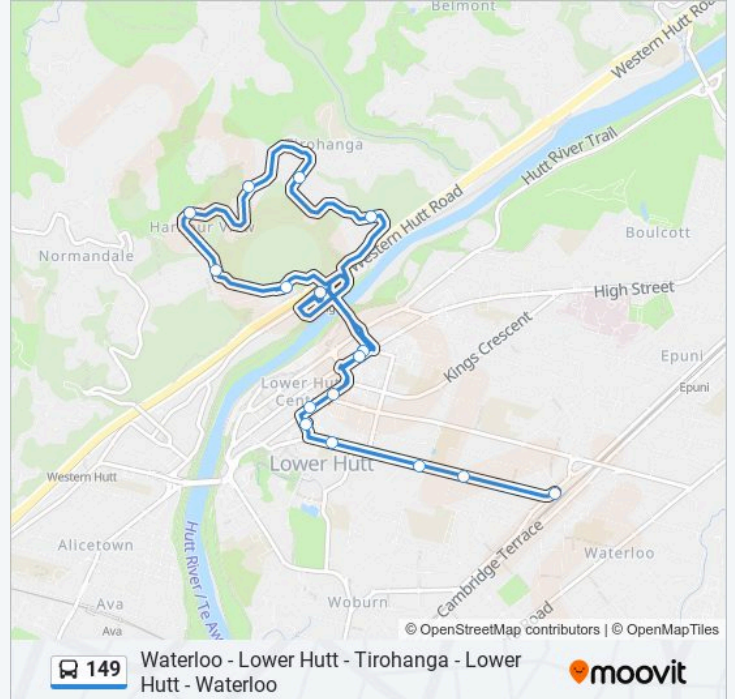 Belmont
Western Hutt Road
Tirohanga
Hutt River Trail
Western Hutt Road
Harbour View
Boulcott
Normandale
High Street
Kings Crescent
Epuni
Epuni
Lower Hutt
Lower Hutt
Western Hutt
Hutt River / Te Aw
Cambridge Terrace
Waterloo
Alicetown
Ava
Ava
Woburn
Road
© OpenStreetMap contributors | © OpenMapTiles
149
Waterloo - Lower Hutt - Tirohanga - Lower
Hutt - Waterloo
moovit